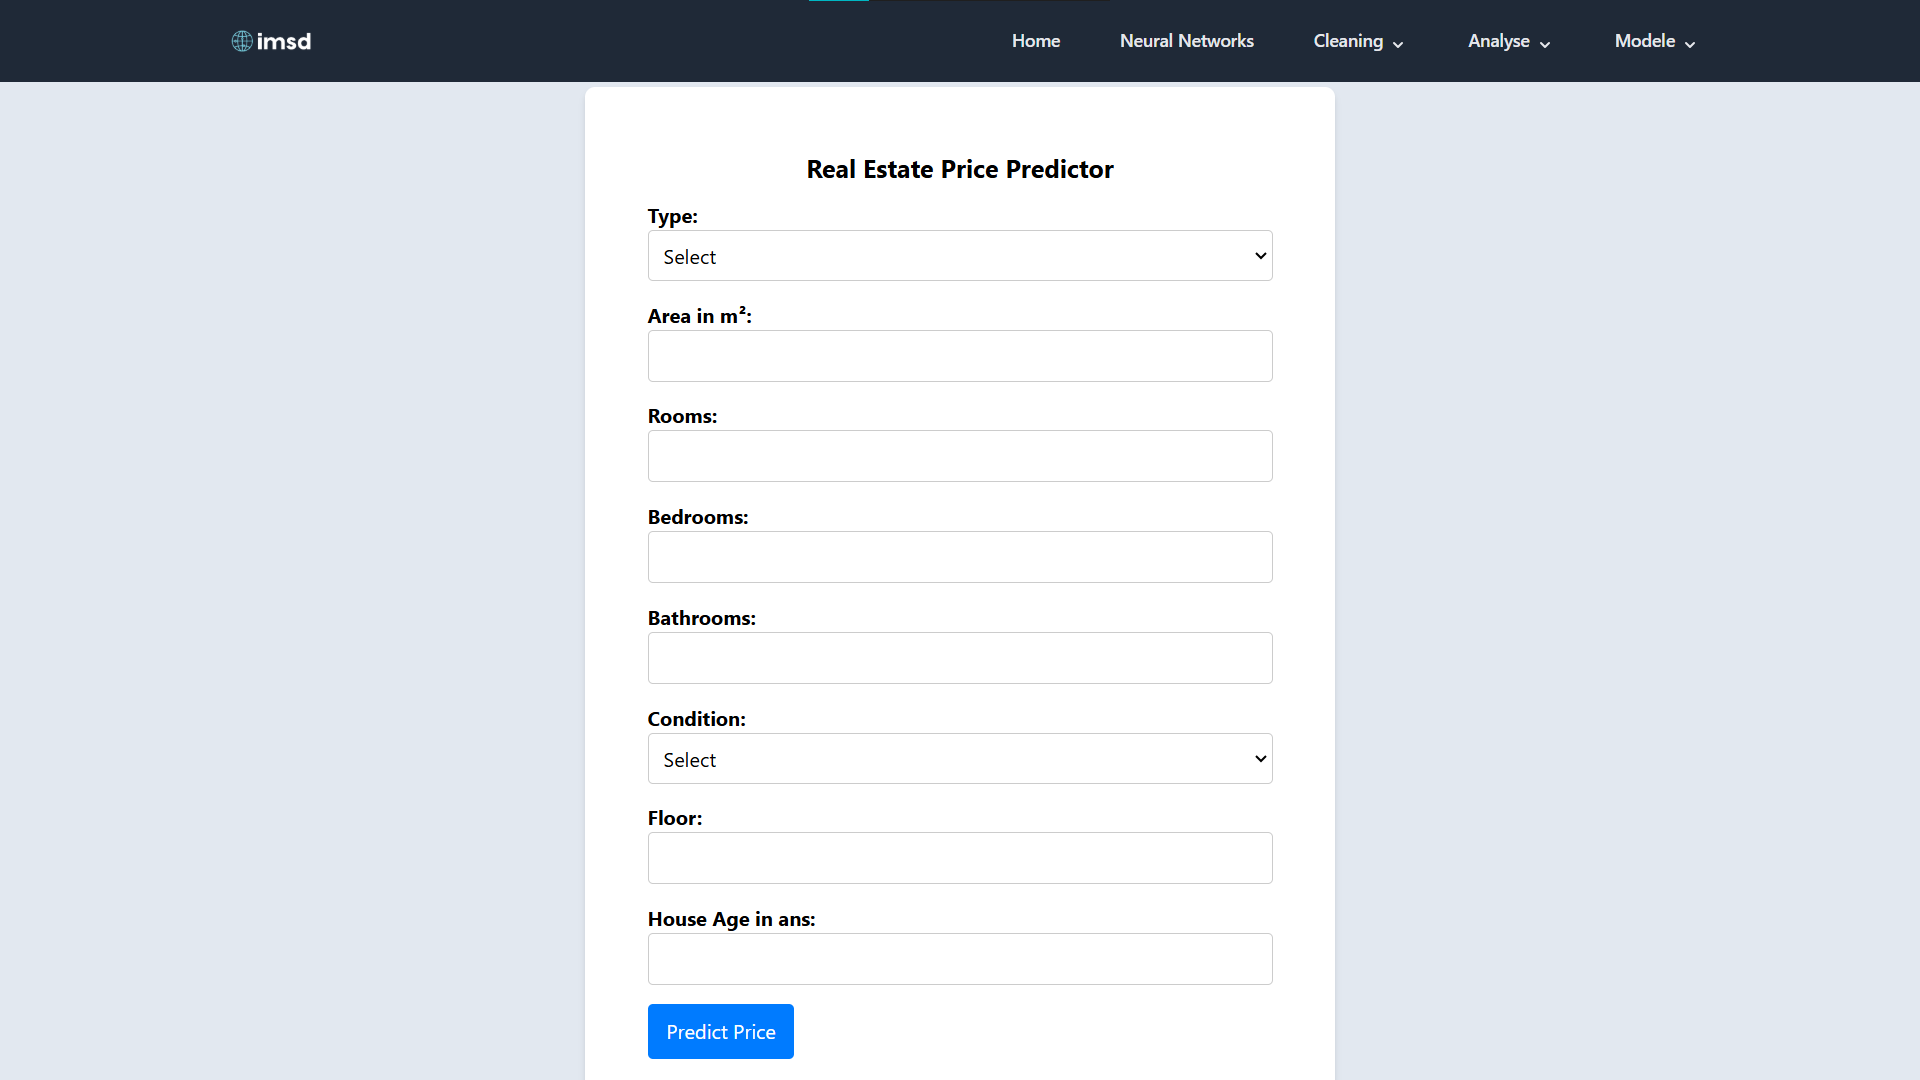 imsd
Home
Neural Networks
Cleaning
Analyse
Modele
Real Estate Price Predictor
Type:
Select
Area in m²:
Rooms:
Bedrooms:
Bathrooms:
Condition:
Select
Floor:
House Age in ans:
Predict Price